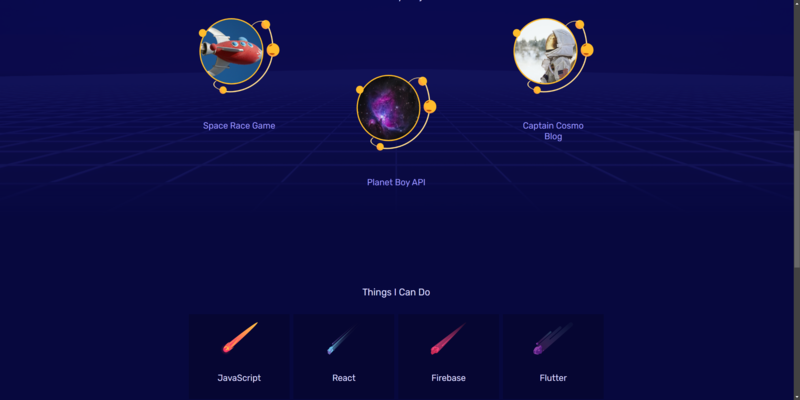 Space Race Game
Captain Cosmo
Blog
Planet Boy API
Things I Can Do
JavaScript
React
Firebase
Flutter